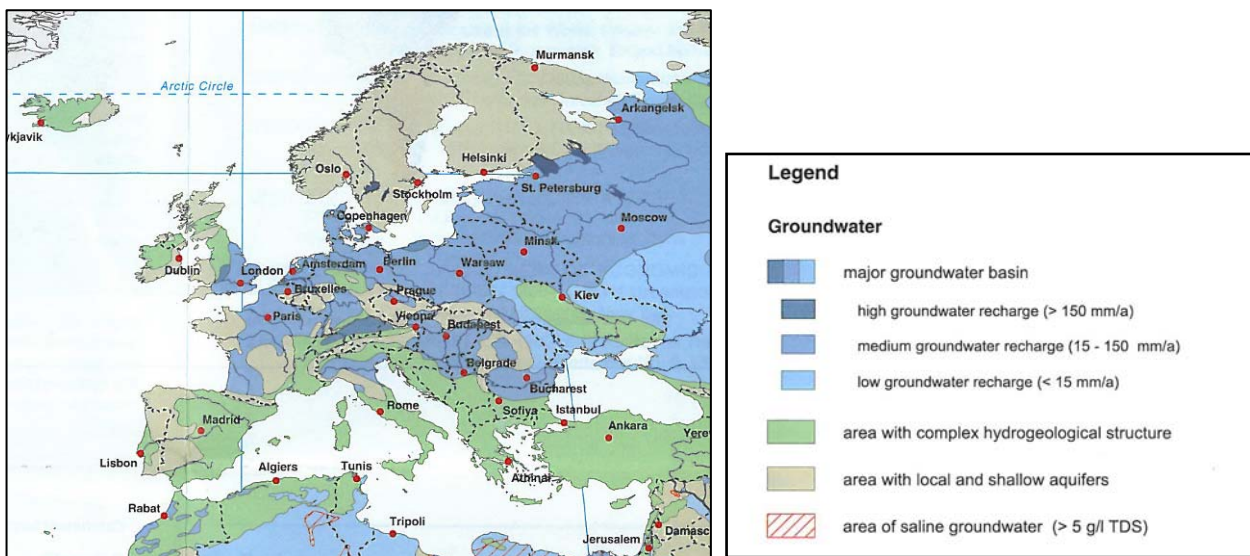 Murmansk
Arctic Circle
Arkangelsk
ykjavik
Helsinki
Oslo
St. Petersburg
Stockholm
Copenhagen
Moscow
Minsk
Dublin
London
Amsterdam
Berlin
Warsaw
Bruxelles
Prague
Kiev
Paris
Vienna
Budapest
Belgrade
Bucharest
Rome
Sofiya
Istanbul
Madrid
Ankara
Yerev
Lisbon
Algiers
Tunis
Athinai
Rabat
Tripoli
Damasc
Jerusalem
Legend
Groundwater
major groundwater basin
high groundwater recharge (> 150 mm/a)
medium groundwater recharge (15 - 150 mm/a)
low groundwater recharge (< 15 mm/a)
area with complex hydrogeological structure
area with local and shallow aquifers
area of saline groundwater (> 5 g/l TDS)